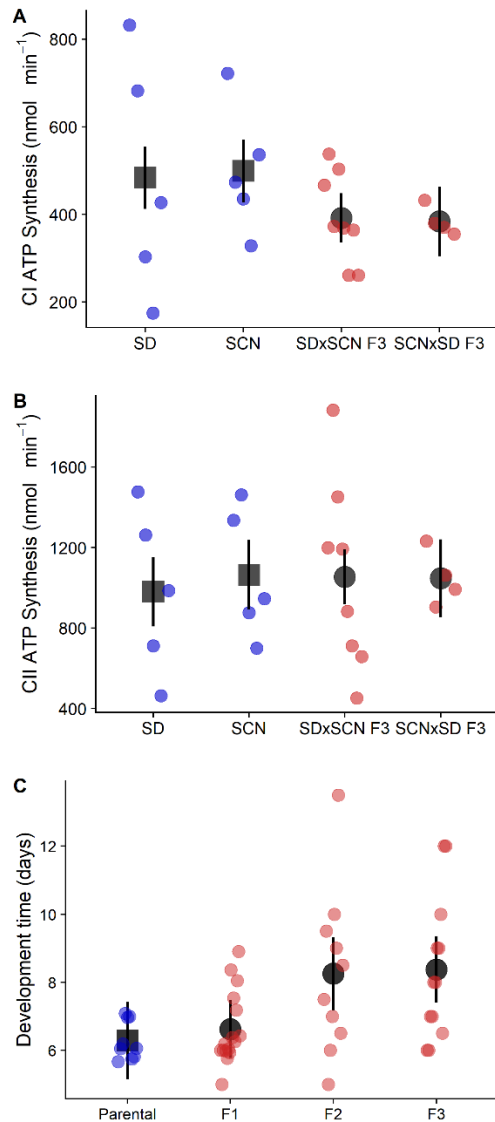 A
CI ATP Synthesis (nmol min⁻¹)
800
600
400
200
SD SCN SDxSCN F3 SCNxSD F3
B
CII ATP Synthesis (nmol min⁻¹)
1600
1200
800
400
SD SCN SDxSCN F3 SCNxSD F3
C
Development time (days)
12
10
8
6
Parental F1 F2 F3